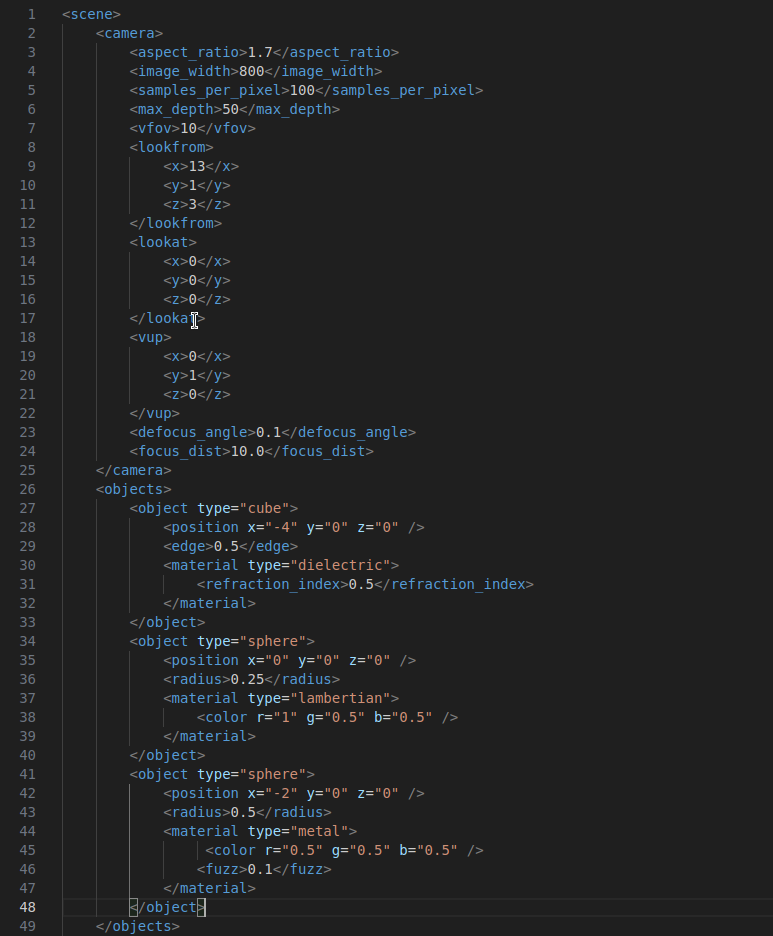 1 <scene>
2     <camera>
3         <aspect_ratio>1.7</aspect_ratio>
4         <image_width>800</image_width>
5         <samples_per_pixel>100</samples_per_pixel>
6         <max_depth>50</max_depth>
7         <vfov>10</vfov>
8         <lookfrom>
9             <x>13</x>
10             <y>1</y>
11             <z>3</z>
12         </lookfrom>
13         <lookat>
14             <x>0</x>
15             <y>0</y>
16             <z>0</z>
17         </lookat>
18         <vup>
19             <x>0</x>
20             <y>1</y>
21             <z>0</z>
22         </vup>
23         <defocus_angle>0.1</defocus_angle>
24         <focus_dist>10.0</focus_dist>
25     </camera>
26     <objects>
27         <object type="cube">
28             <position x="-4" y="0" z="0" />
29             <edge>0.5</edge>
30             <material type="dielectric">
31                 <refraction_index>0.5</refraction_index>
32             </material>
33         </object>
34         <object type="sphere">
35             <position x="0" y="0" z="0" />
36             <radius>0.25</radius>
37             <material type="lambertian">
38                 <color r="1" g="0.5" b="0.5" />
39             </material>
40         </object>
41         <object type="sphere">
42             <position x="-2" y="0" z="0" />
43             <radius>0.5</radius>
44             <material type="metal">
45                  <color r="0.5" g="0.5" b="0.5" />
46                 <fuzz>0.1</fuzz>
47             </material>
48         </object>
49     </objects>